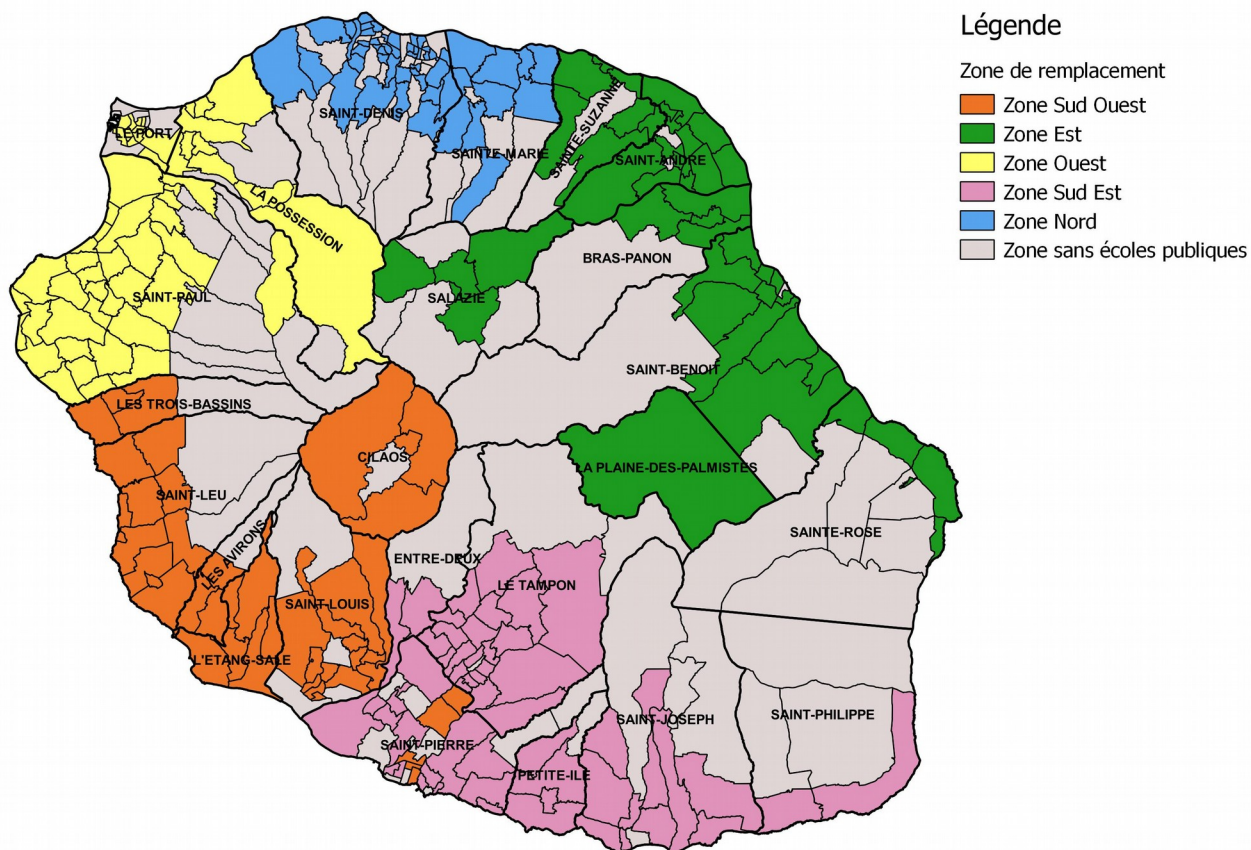 Légende
Zone de remplacement
Zone Sud Ouest
Zone Est
Zone Ouest
Zone Sud Est
Zone Nord
Zone sans écoles publiques
SAINT-DENIS
LE PORT
SAINTE-MARIE
SAINTE-SUZANNE
SAINT-ANDRE
LA POSSESSION
BRAS-PANON
SAINT-PAUL
SALAZIE
SAINT-BENOIT
LES TROIS-BASSINS
CILAOS
LA PLAINE-DES-PALMISTES
SAINT-LEU
SAINTE-ROSE
LES AVIRONS
ENTRE-DEUX
LE TAMPON
SAINT-LOUIS
L'ETANG-SALE
SAINT-JOSEPH
SAINT-PHILIPPE
SAINT-PIERRE
PETITE-ILE